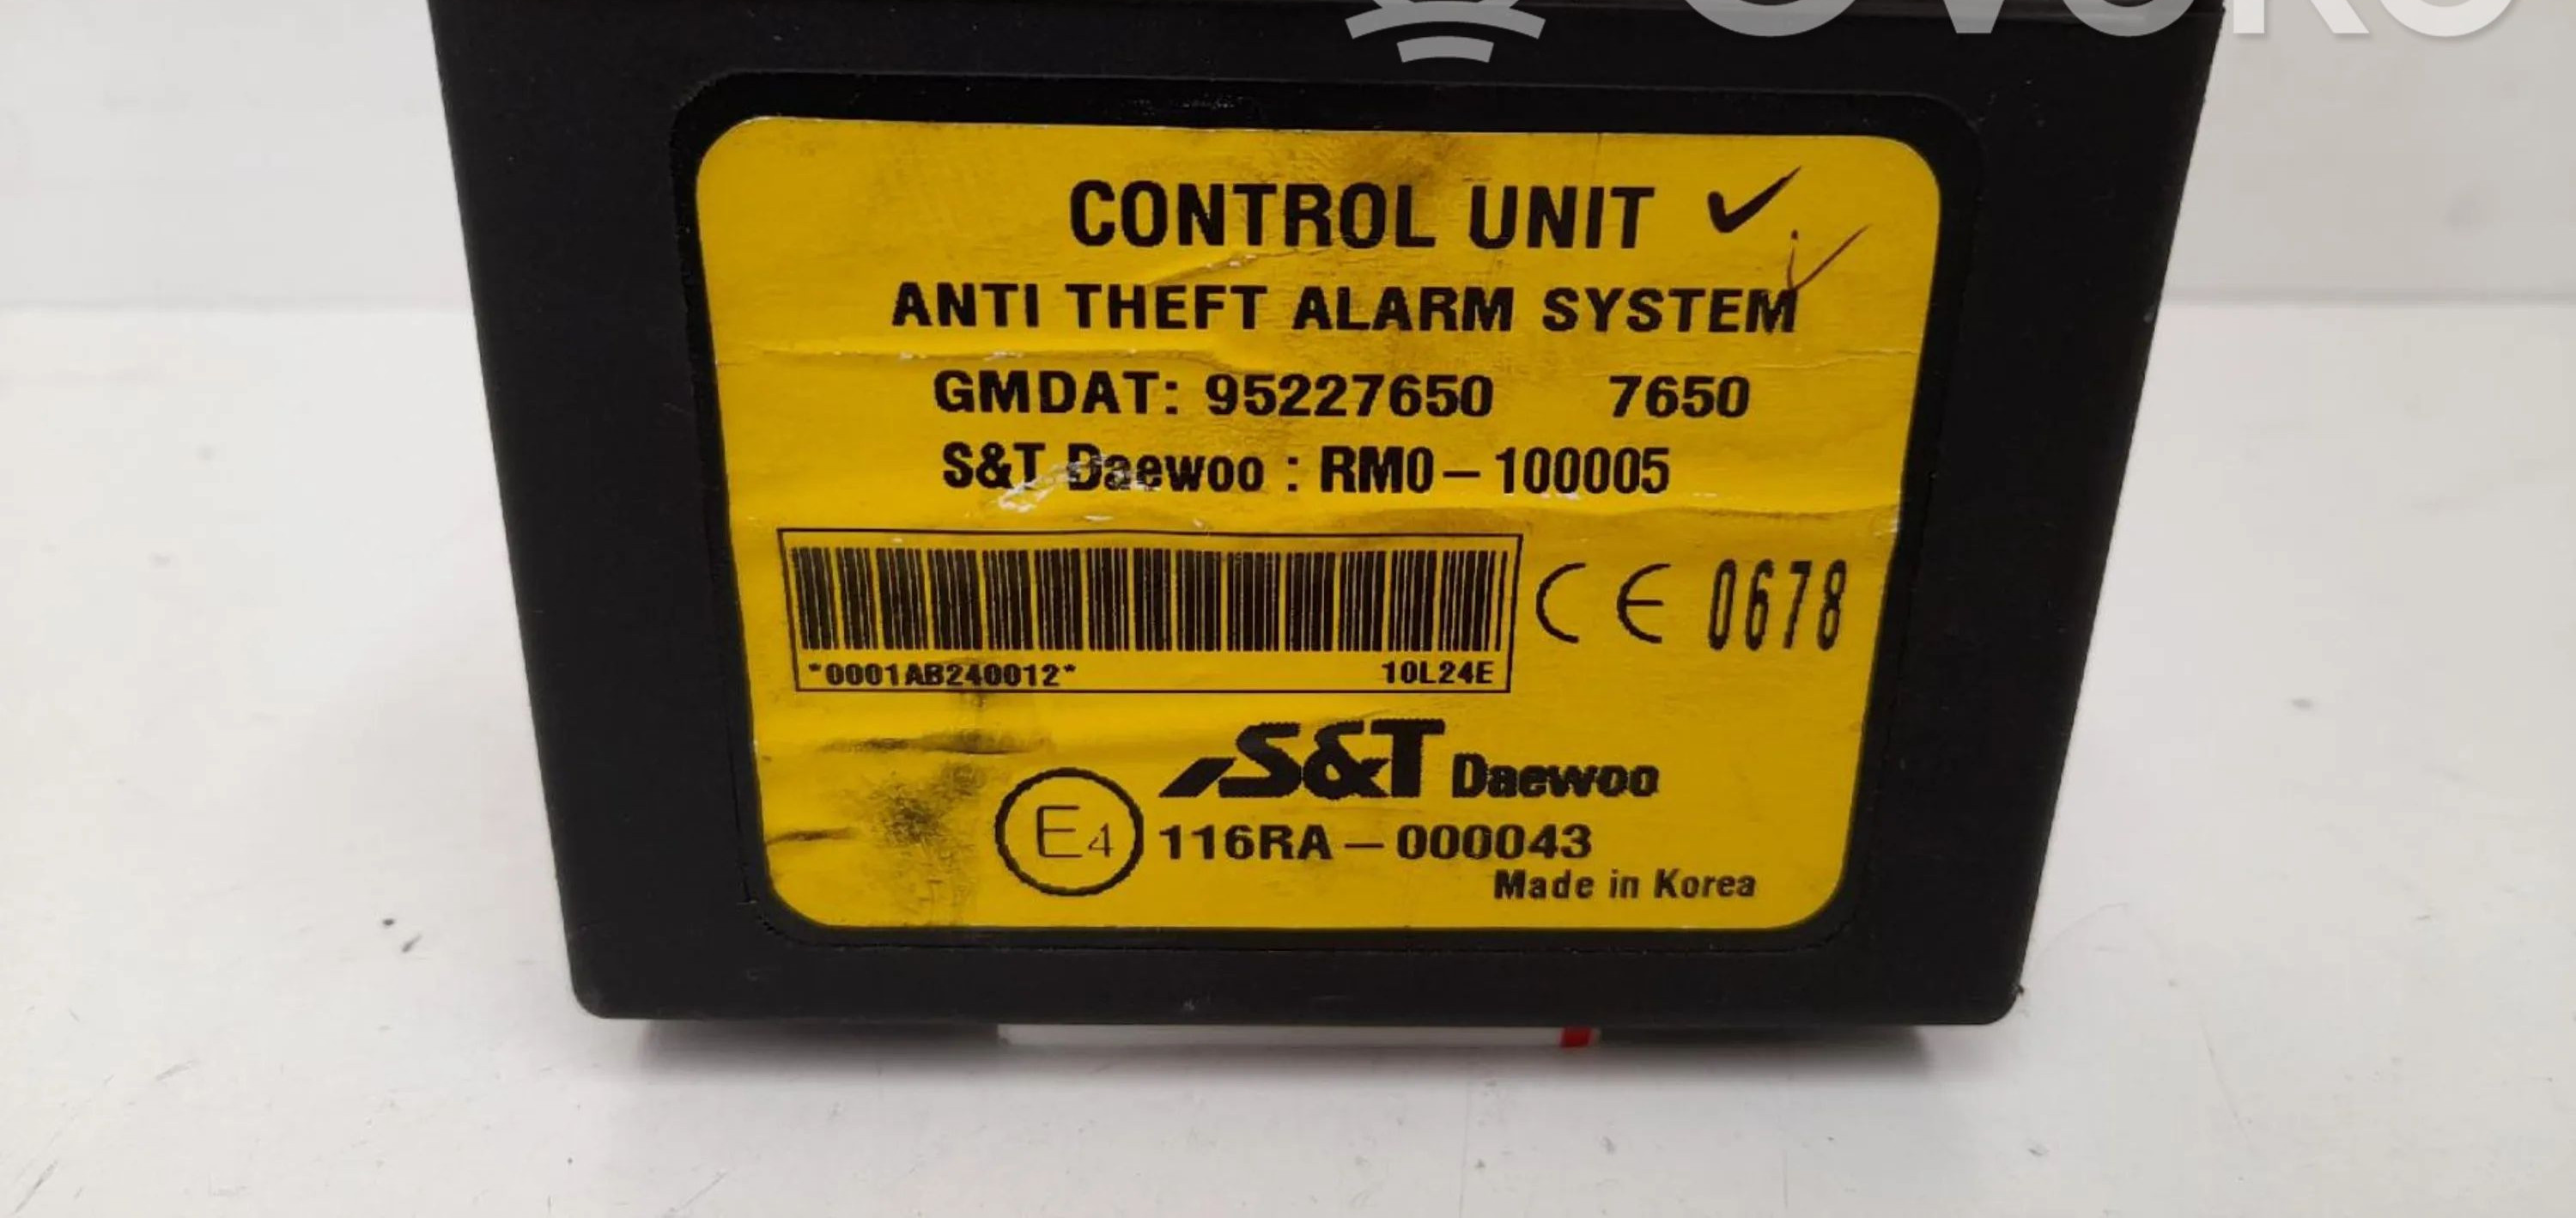 CONTROL UNIT
ANTI THEFT ALARM SYSTEM
GMDAT: 95227650 7650
S&T Daewoo : RM0-100005
CE 0678
*0001AB240012* 10L24E
S&T Daewoo
E4 116RA-000043
Made in Korea